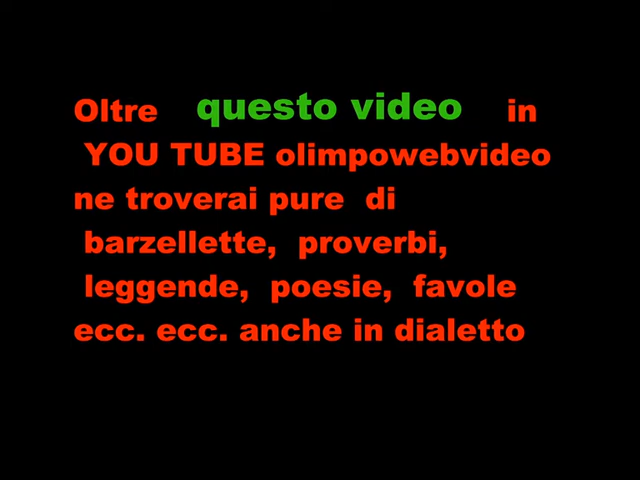 Oltre questo video in
YOU TUBE olimpowebvideo
ne troverai pure di
barzellette, proverbi,
leggende, poesie, favole
ecc. ecc. anche in dialetto